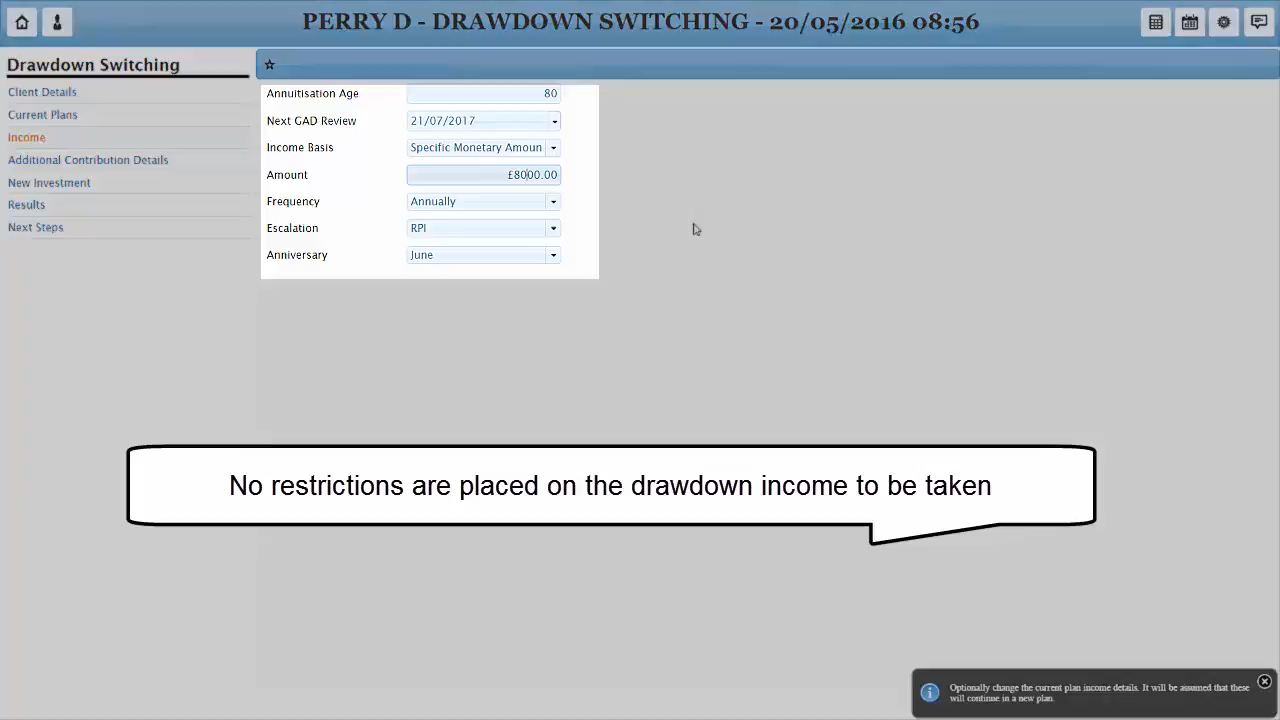 PERRY D - DRAWDOWN SWITCHING - 20/05/2016 08:56
Drawdown Switching
Client Details
Current Plans
Income
Additional Contribution Details
New Investment
Results
Next Steps
Annuitisation Age 80
Next GAD Review 21/07/2017
Income Basis Specific Monetary Amoun
Amount £8000.00
Frequency Annually
Escalation RPI
Anniversary June
No restrictions are placed on the drawdown income to be taken
Optionally change the current plan income details. It will be assumed that these
will continue in a new plan.